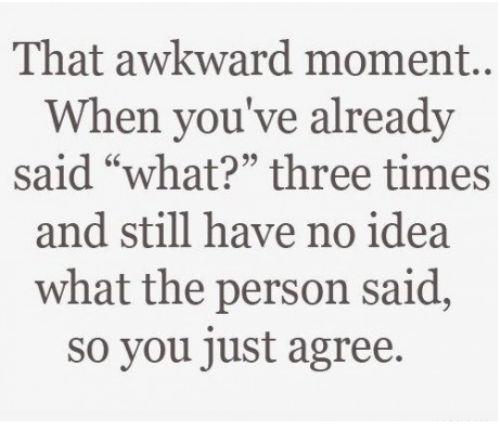 That awkward moment..
When you've already
said “what?” three times
and still have no idea
what the person said,
so you just agree.